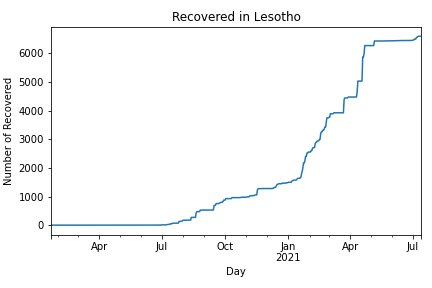 Recovered in Lesotho
Number of Recovered
6000
5000
4000
3000
2000
1000
0
Apr
Jul
Oct
Jan
2021
Apr
Jul
Day